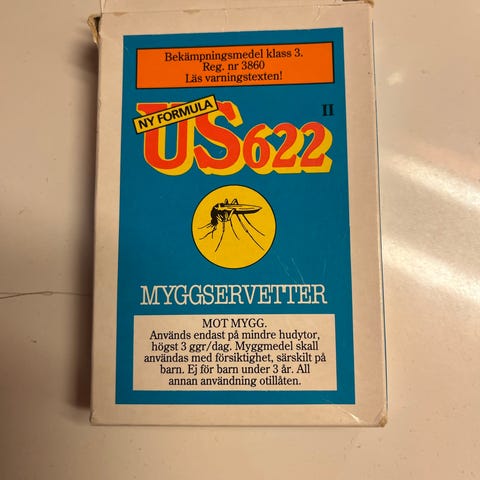 Bekämpningsmedel klass 3.
Reg. nr 3860
Läs varningstexten!
NY FORMULA
US622 II
MYGGSERVETTER
MOT MYGG.
Används endast på mindre hudytor,
högst 3 ggr/dag. Myggmedel skall
användas med försiktighet, särskilt på
barn. Ej för barn under 3 år. All
annan användning otillåten.